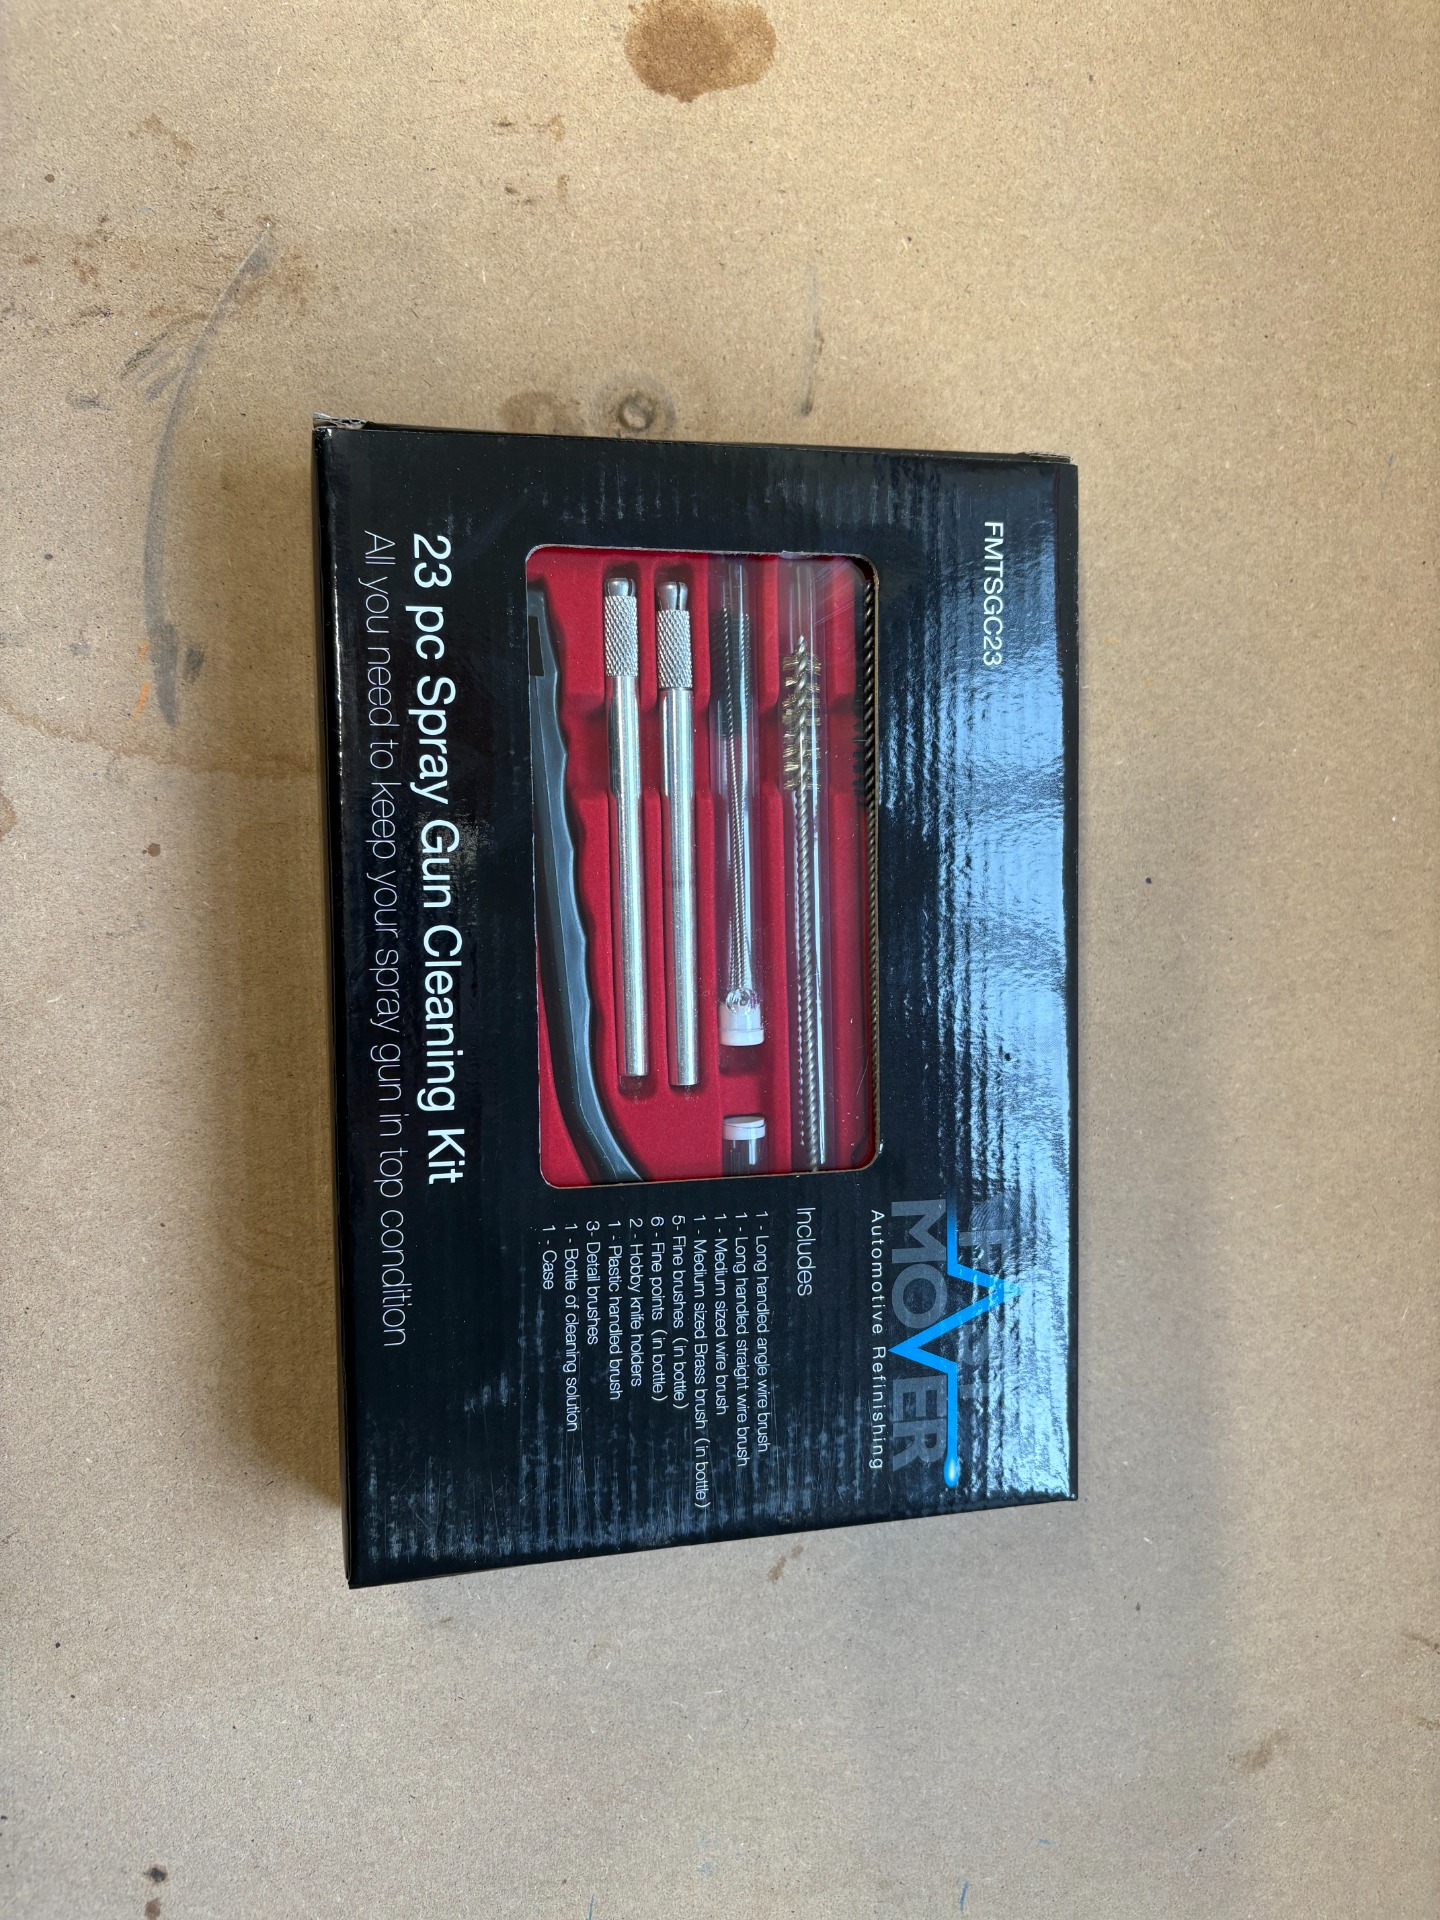 FMTSGC23
FAST
MOVER
Automotive Refinishing
Includes
1 - Long handled angle wire brush
1 - Long handled straight wire brush
1 - Medium sized wire brush
1 - Medium sized Brass brush (in bottle)
5- Fine brushes (in bottle)
6 - Fine points (in bottle)
2 - Hobby knife holders
1 - Plastic handled brush
3- Detail brushes
1 - Bottle of cleaning solution
1 - Case
23 pc Spray Gun Cleaning Kit
All you need to keep your spray gun in top condition